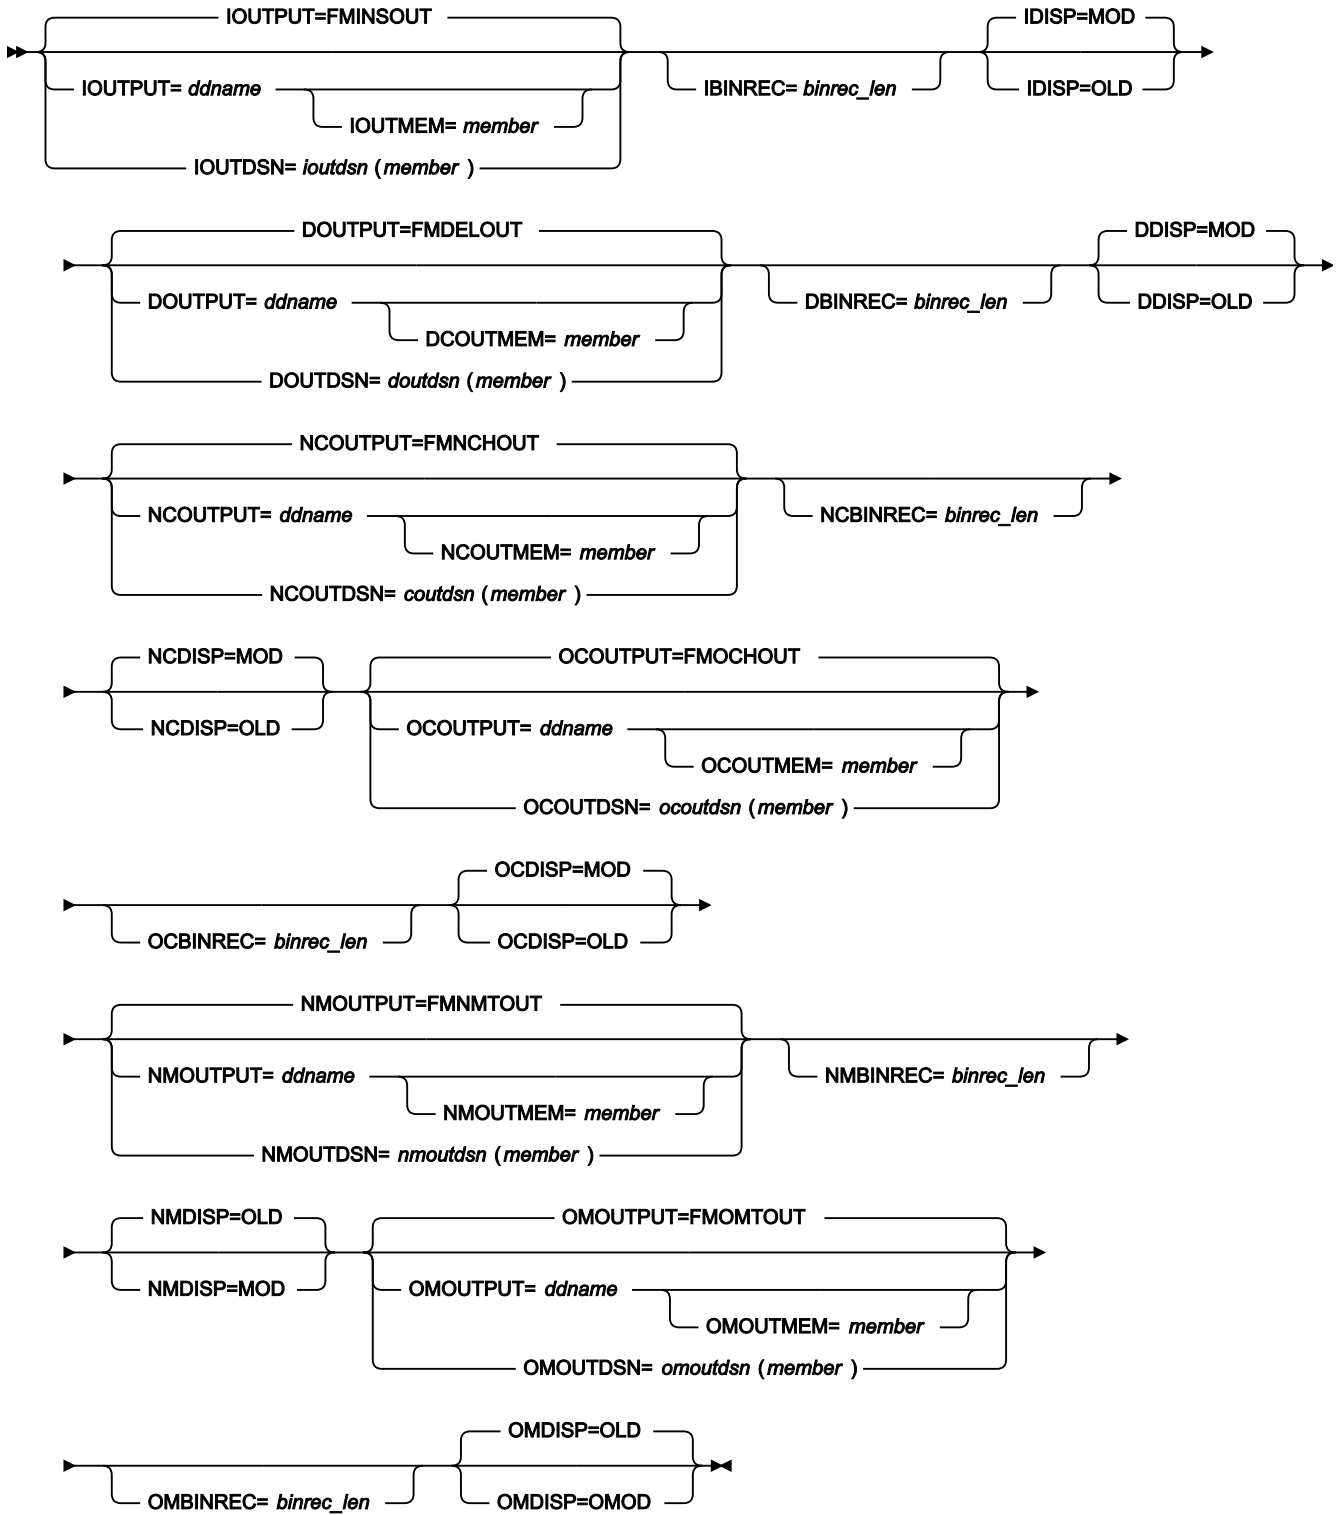 IOUTPUT=FMINSOUT
IDISP=MOD
IOUTPUT= ddname
IBINREC= binrec_len
IDISP=OLD
IOUTMEM= member
IOUTDSN= ioutdsn (member )
DOUTPUT=FMDELOUT
DDISP=MOD
DOUTPUT= ddname
DBINREC= binrec_len
DDISP=OLD
DCOUTMEM= member
DOUTDSN= doutdsn (member )
NCOUTPUT=FMNCHOUT
NCOUTPUT= ddname
NCBINREC= binrec_len
NCOUTMEM= member
NCOUTDSN= coutdsn (member )
NCDISP=MOD
OCOUTPUT=FMOCHOUT
NCDISP=OLD
OCOUTPUT= ddname
OCOUTMEM= member
OCOUTDSN= ocoutdsn (member )
OCDISP=MOD
OCBINREC= binrec_len
OCDISP=OLD
NMOUTPUT=FMNMTOUT
NMOUTPUT= ddname
NMBINREC= binrec_len
NMOUTMEM= member
NMOUTDSN= nmoutdsn (member )
NMDISP=OLD
OMOUTPUT=FMOMTOUT
NMDISP=MOD
OMOUTPUT= ddname
OMOUTMEM= member
OMOUTDSN= omoutdsn (member )
OMDISP=OLD
OMBINREC= binrec_len
OMDISP=OMOD